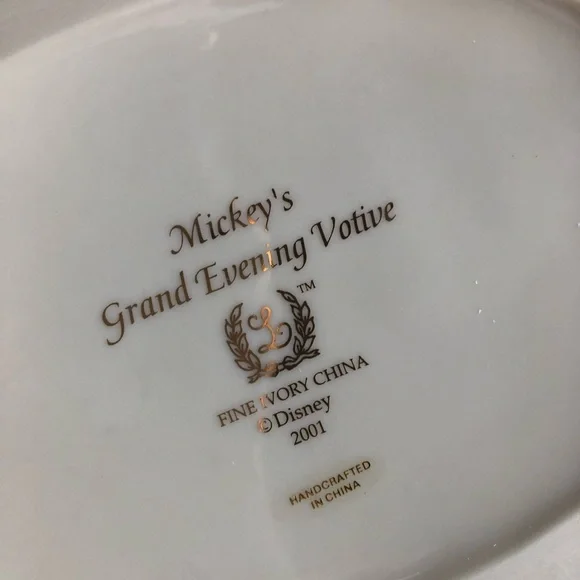 Mickey's
Grand Evening Votive
L TM
FINE IVORY CHINA
©Disney
2001
HANDCRAFTED
IN CHINA